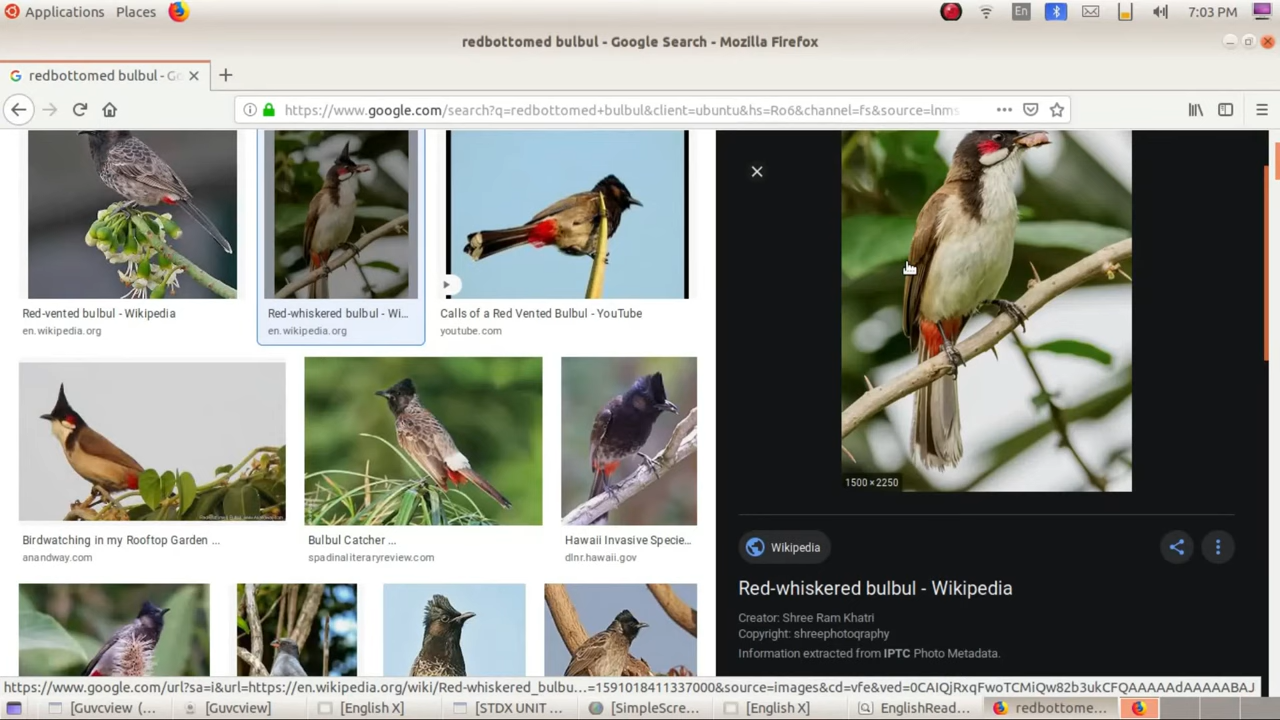 Applications Places En 7:03 PM
redbottomed bulbul - Google Search - Mozilla Firefox
redbottomed bulbul - Go
https://www.google.com/search?q=redbottomed+bulbul&client=ubuntu&hs=Ro6&channel=fs&source=lnms
Red-vented bulbul - Wikipedia
en.wikipedia.org
Red-whiskered bulbul - Wi...
en.wikipedia.org
Calls of a Red Vented Bulbul - YouTube
youtube.com
Birdwatching in my Rooftop Garden ...
anandway.com
Bulbul Catcher ...
spadinaliteraryreview.com
Hawaii Invasive Specie...
dlnr.hawaii.gov
1500 × 2250
Wikipedia
Red-whiskered bulbul - Wikipedia
Creator: Shree Ram Khatri
Copyright: shreephotoqraphy
Information extracted from IPTC Photo Metadata.
https://www.google.com/url?sa=i&url=https://en.wikipedia.org/wiki/Red-whiskered_bulbu...=1591018411337000&source=images&cd=vfe&ved=0CAIQjRxqFwoTCMiQw82b3ukCFQAAAAAdAAAAABAJ
[Guvcview (... [Guvcview] [English X] [STDX UNIT ... [SimpleScre... [English X] EnglishRead... redbottome...